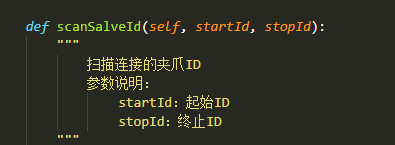 def scanSalveId(self, startId, stopId):
"""
扫描连接的夹爪ID
参数说明:
startId: 起始ID
stopId: 终止ID
"""